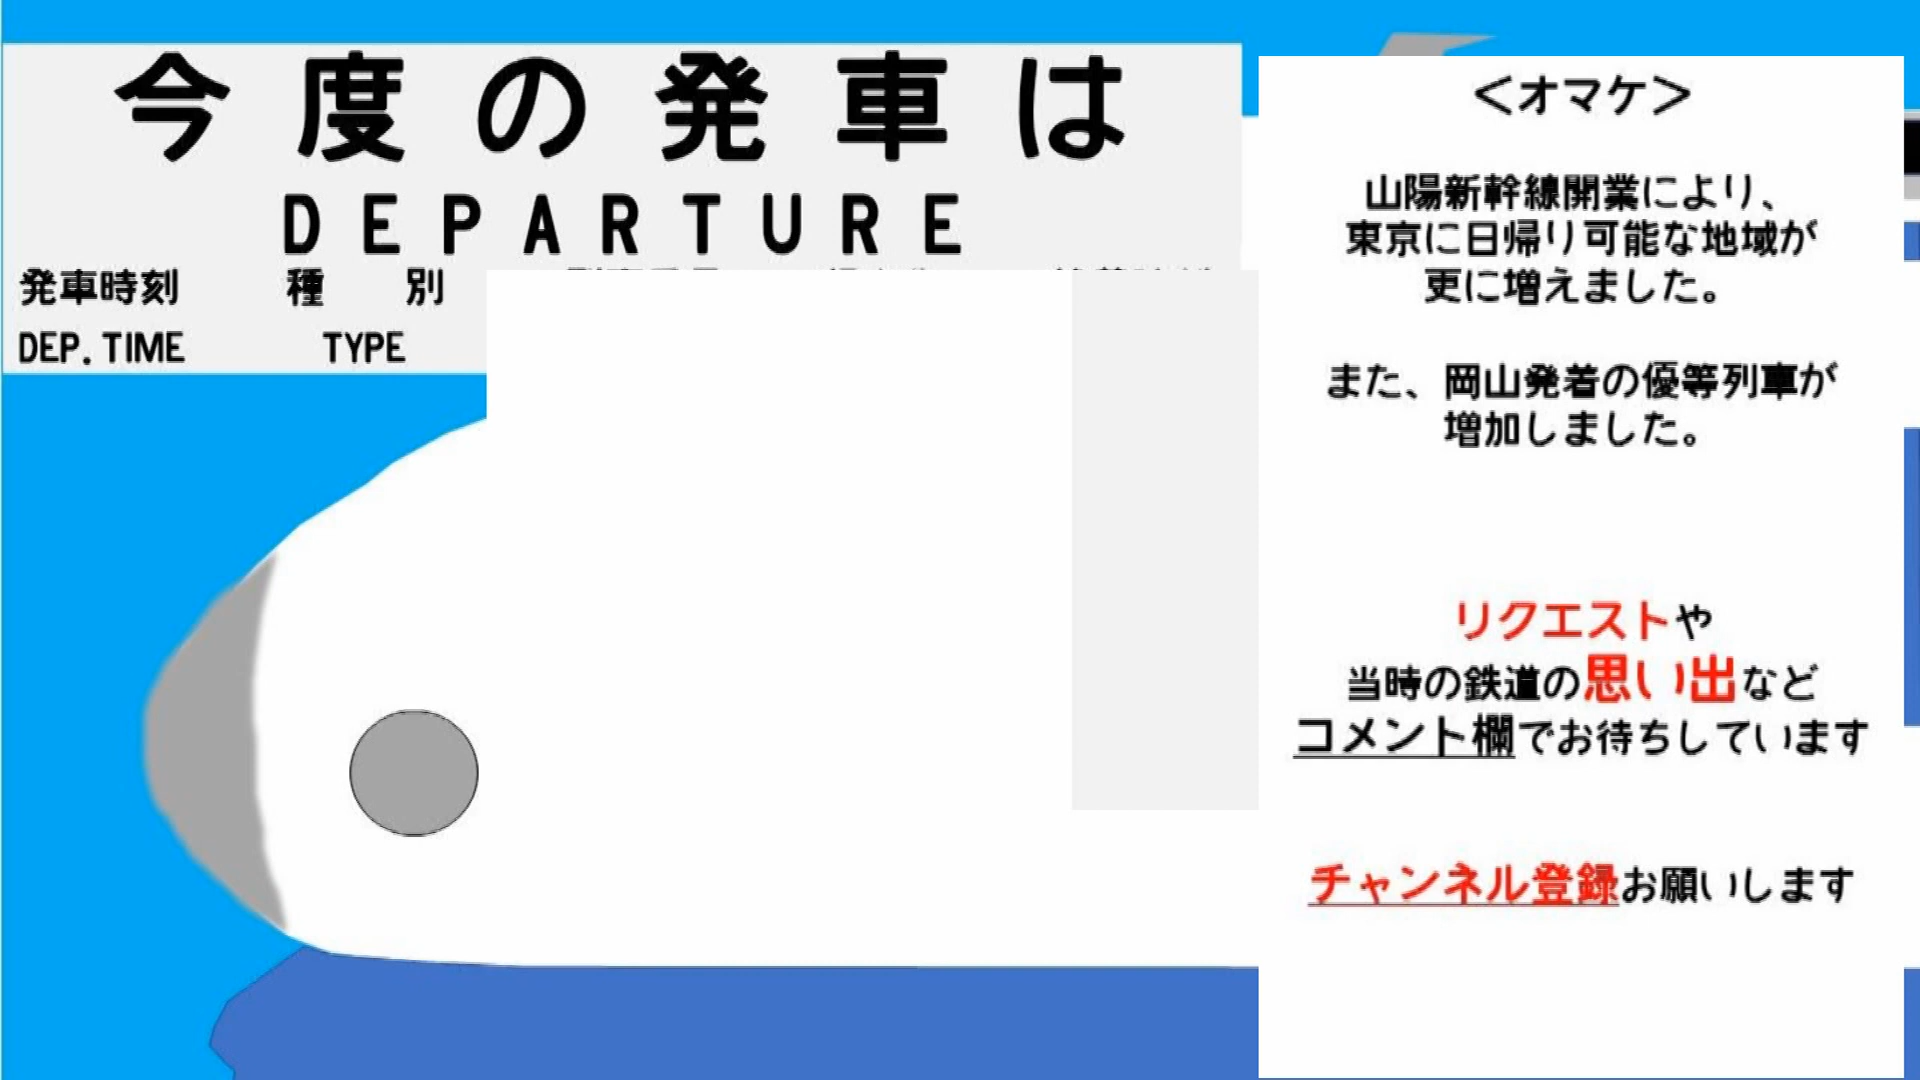 今度の発車は
DEPARTURE
発車時刻 種別
DEP. TIME TYPE
＜オマケ＞
山陽新幹線開業により、
東京に日帰り可能な地域が
更に増えました。
また、岡山発着の優等列車が
増加しました。
リクエストや
当時の鉄道の思い出など
コメント欄でお待ちしています
チャンネル登録お願いします